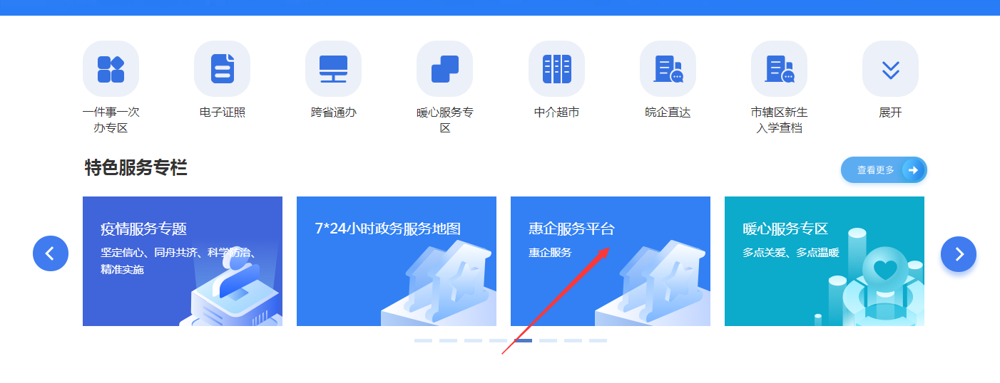 一件事一次
办专区
电子证照
跨省通办
暖心服务专
区
中介超市
皖企直达
市辖区新生
入学查档
展开
特色服务专栏
查看更多
疫情服务专题
坚定信心、同舟共济、科学防治、
精准实施
7*24小时政务服务地图
惠企服务平台
惠企服务
暖心服务专区
多点关爱、多点温暖